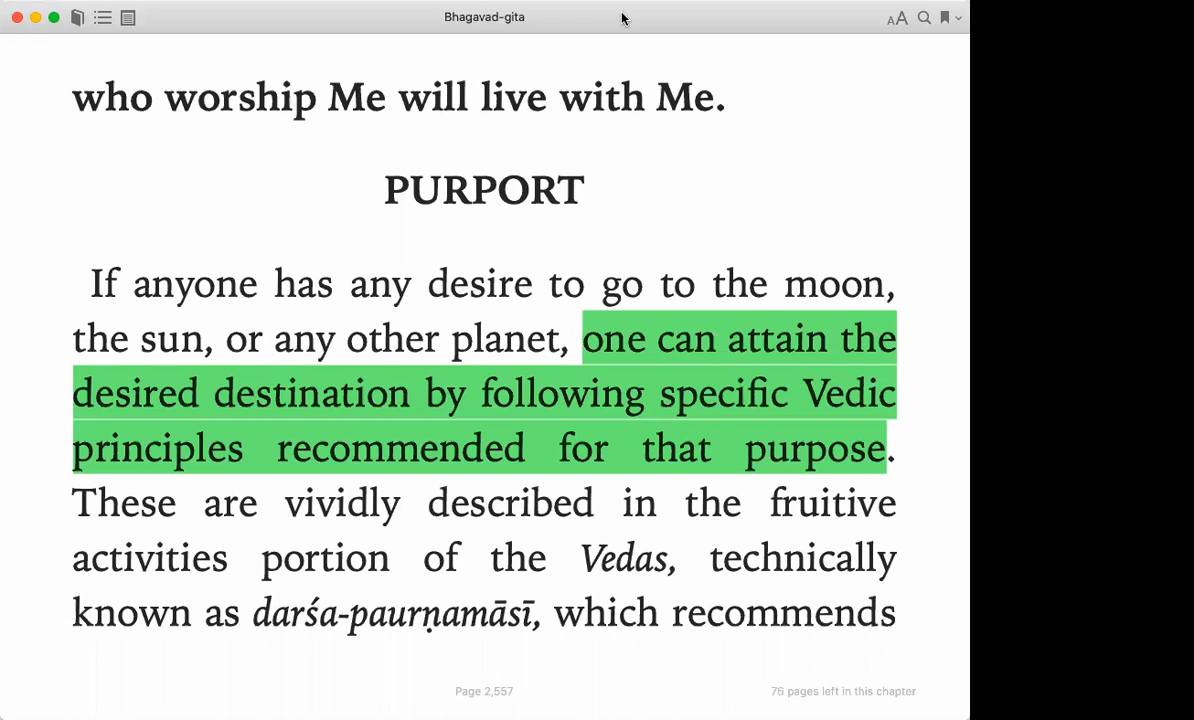 Bhagavad-gita
AA
who worship Me will live with Me.
PURPORT
If anyone has any desire to go to the moon,
the sun, or any other planet, one can attain the
desired destination by following specific Vedic
principles recommended for that purpose.
These are vividly described in the fruitive
activities portion of the Vedas, technically
known as darśa-paurṇamāsī, which recommends
Page 2,557
76 pages left in this chapter